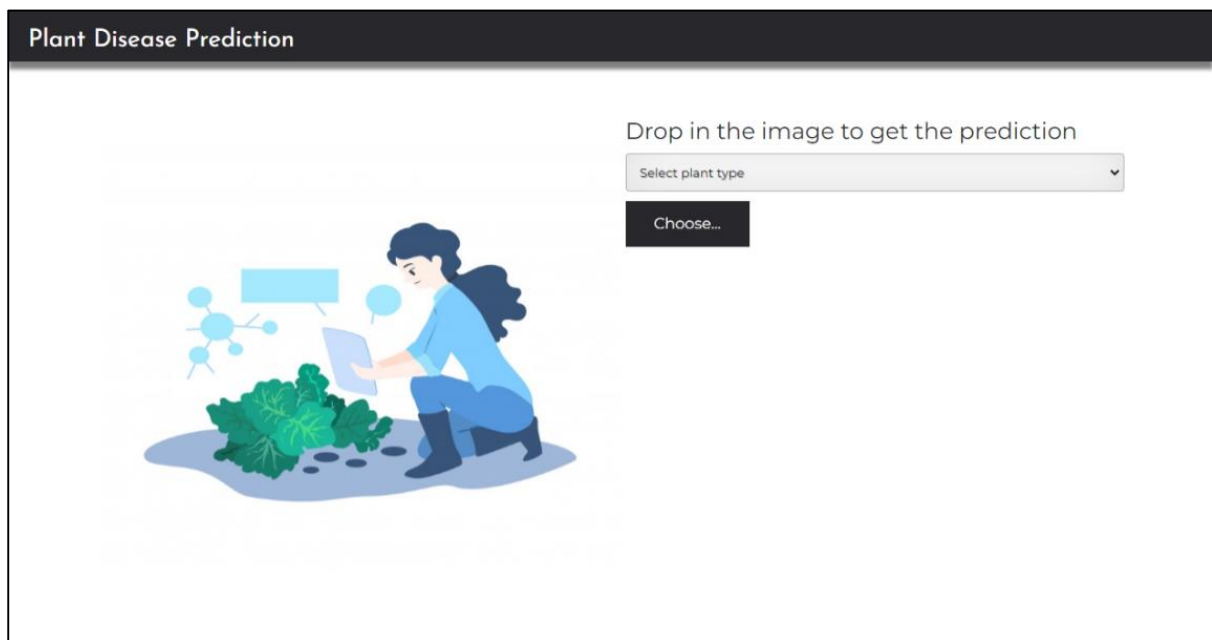 Plant Disease Prediction
Drop in the image to get the prediction
Select plant type
Choose...